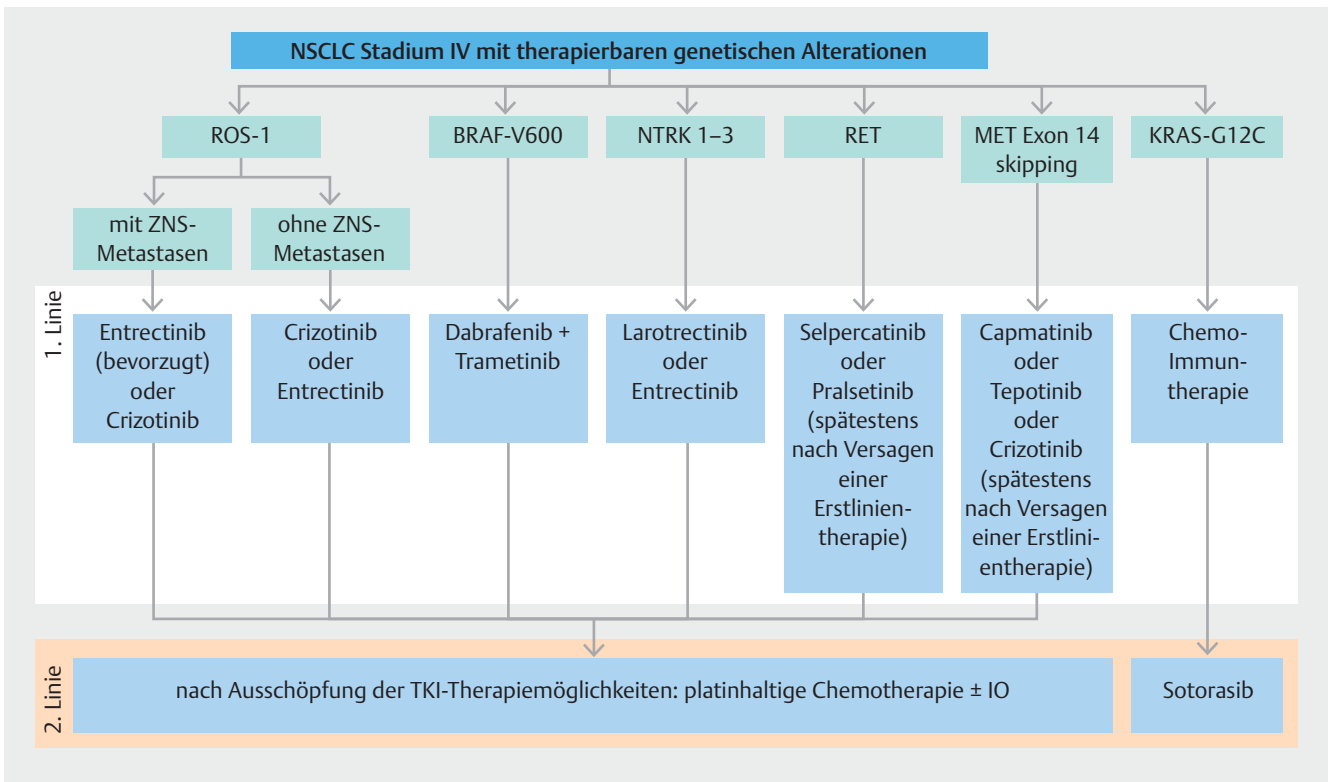 NSCLC Stadium IV mit therapierbaren genetischen Alterationen
ROS-1
BRAF-V600
NTRK 1–3
RET
MET Exon 14
skipping
KRAS-G12C
mit ZNS-
Metastasen
ohne ZNS-
Metastasen
1. Linie
Entrectinib
(bevorzugt)
oder
Crizotinib
Crizotinib
oder
Entrectinib
Dabrafenib +
Trametinib
Larotrectinib
oder
Entrectinib
Selpercatinib
oder
Pralsetinib
(spätestens
nach Versagen
einer
Erstlinien-
therapie)
Capmatinib
oder
Tepotinib
oder
Crizotinib
(spätestens
nach Versagen
einer Erstlini-
entherapie)
Chemo-
Immun-
therapie
2. Linie
nach Ausschöpfung der TKI-Therapiemöglichkeiten: platinhaltige Chemotherapie ± IO
Sotorasib